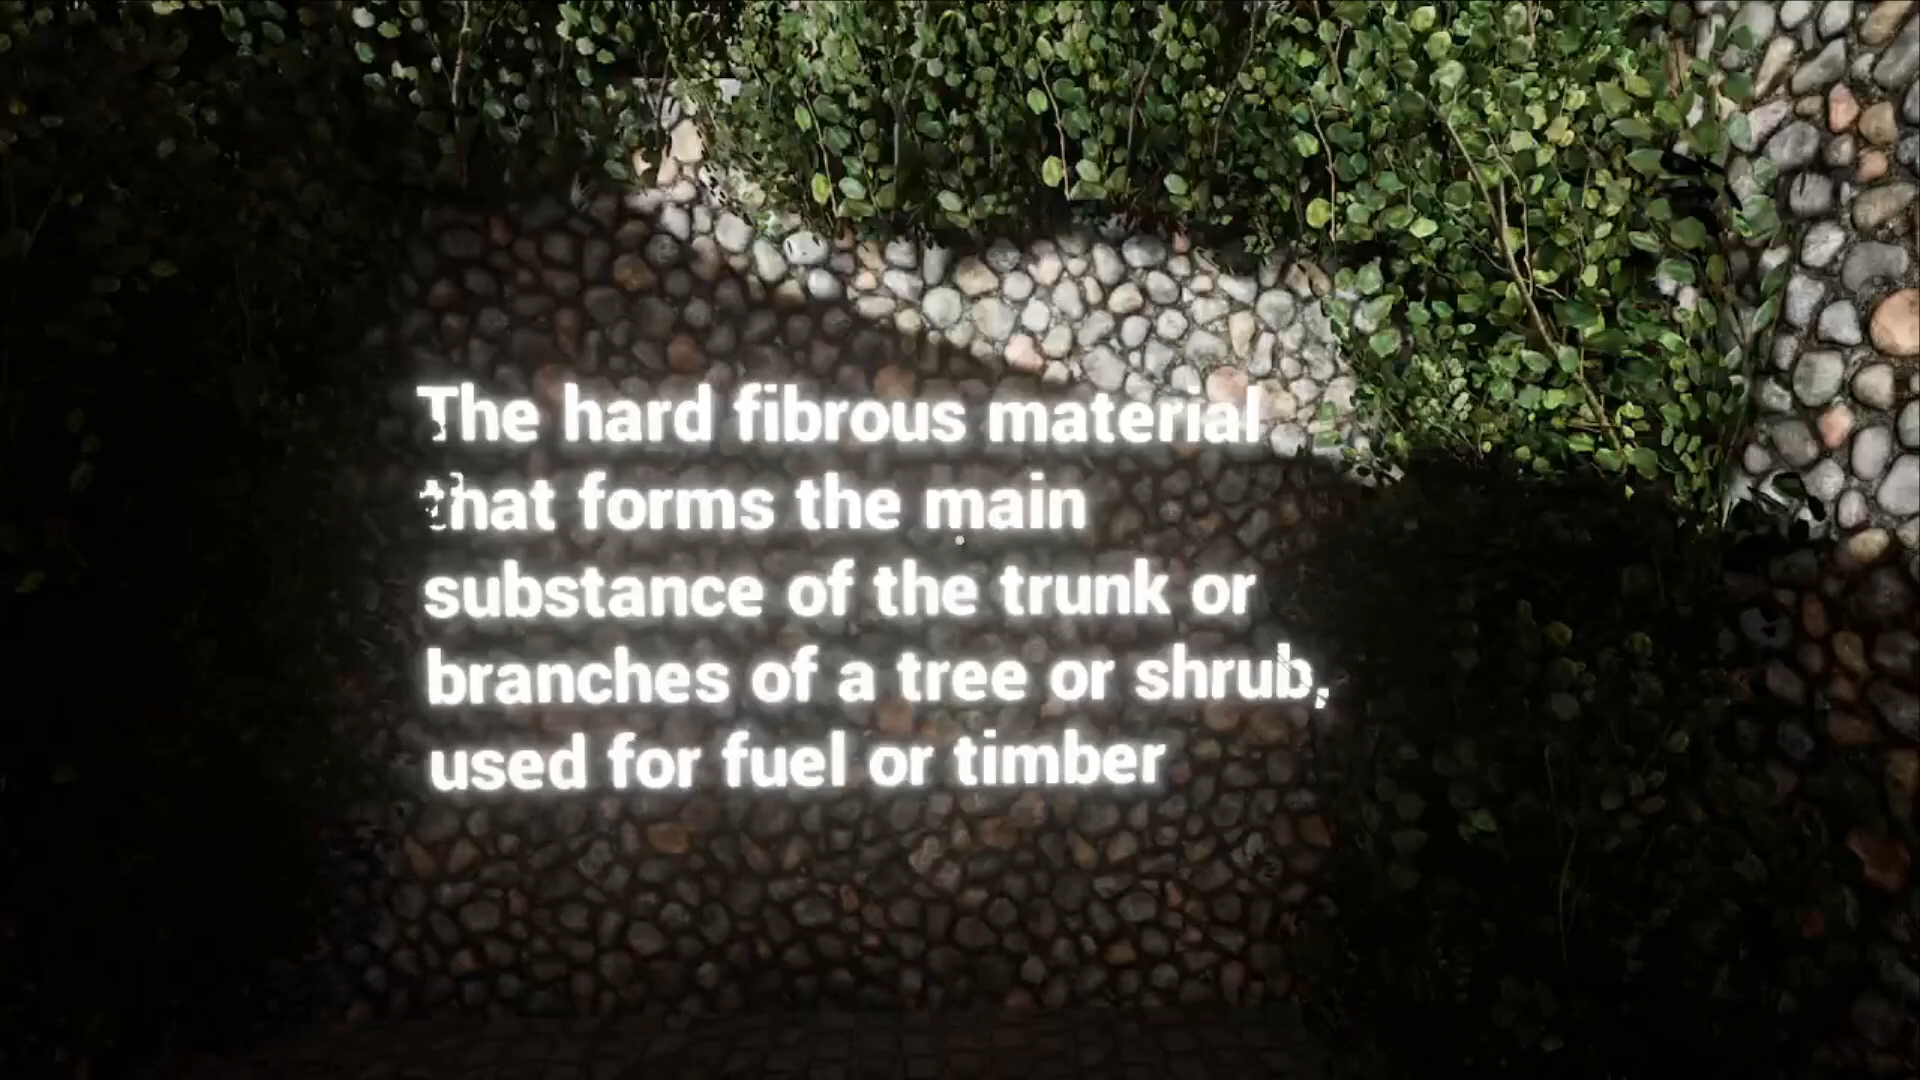 The hard fibrous material
that forms the main
substance of the trunk or
branches of a tree or shrub,
used for fuel or timber